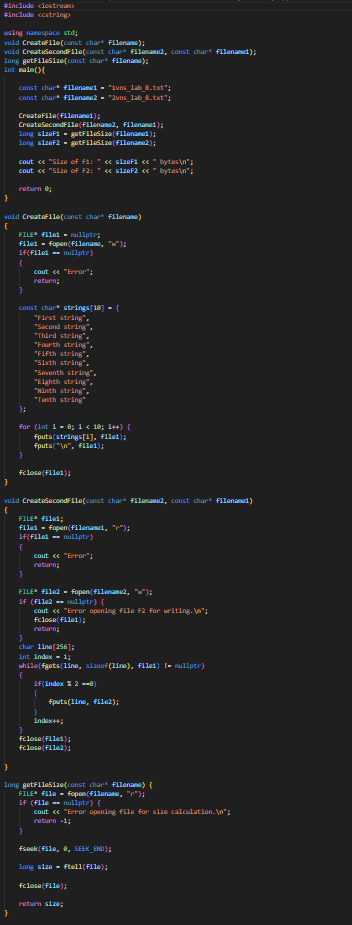 #include <iostream>
#include <cstring>
using namespace std;
void CreateFile(const char* filename);
void CreateSecondFile(const char* filename2, const char* filename1);
long getFileSize(const char* filename);
int main(){
const char* filename1 = "1vns_lab_8.txt";
const char* filename2 = "2vns_lab_8.txt";
CreateFile(filename1);
CreateSecondFile(filename2, filename1);
long sizeF1 = getFileSize(filename1);
long sizeF2 = getFileSize(filename2);
cout << "Size of F1: " << sizeF1 << " bytes\n";
cout << "Size of F2: " << sizeF2 << " bytes\n";
return 0;
}
void CreateFile(const char* filename)
{
FILE* file1 = nullptr;
file1 = fopen(filename, "w");
if(file1 == nullptr)
{
cout << "Error";
return;
}
const char* strings[10] = {
"First string",
"Second string",
"Third string",
"Fourth string",
"Fifth string",
"Sixth string",
"Seventh string",
"Eighth string",
"Ninth string",
"Tenth string"
};
for (int i = 0; i < 10; i++) {
fputs(strings[i], file1);
fputs("\n", file1);
}
fclose(file1);
}
void CreateSecondFile(const char* filename2, const char* filename1)
{
FILE* file1;
file1 = fopen(filename1, "r");
if(file1 == nullptr)
{
cout << "Error";
return;
}
FILE* file2 = fopen(filename2, "w");
if (file2 == nullptr) {
cout << "Error opening file F2 for writing.\n";
fclose(file1);
return;
}
char line[256];
int index = 1;
while(fgets(line, sizeof(line), file1) != nullptr)
{
if(index % 2 ==0)
{
fputs(line, file2);
}
index++;
}
fclose(file1);
fclose(file2);
}
long getFileSize(const char* filename) {
FILE* file = fopen(filename, "r");
if (file == nullptr) {
cout << "Error opening file for size calculation.\n";
return -1;
}
fseek(file, 0, SEEK_END);
long size = ftell(file);
fclose(file);
return size;
}